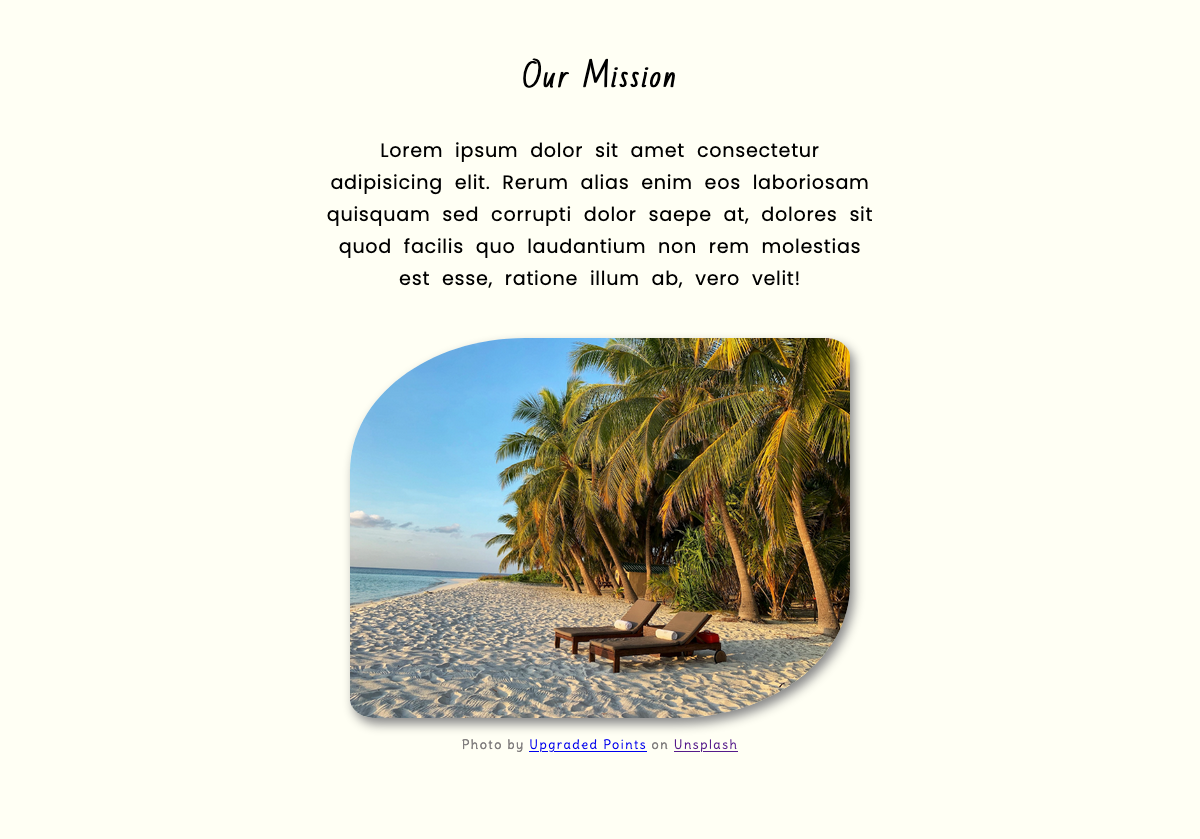 Our Mission
Lorem ipsum dolor sit amet consectetur
adipisicing elit. Rerum alias enim eos laboriosam
quisquam sed corrupti dolor saepe at, dolores sit
quod facilis quo laudantium non rem molestias
est esse, ratione illum ab, vero velit!
Photo by Upgraded Points on Unsplash